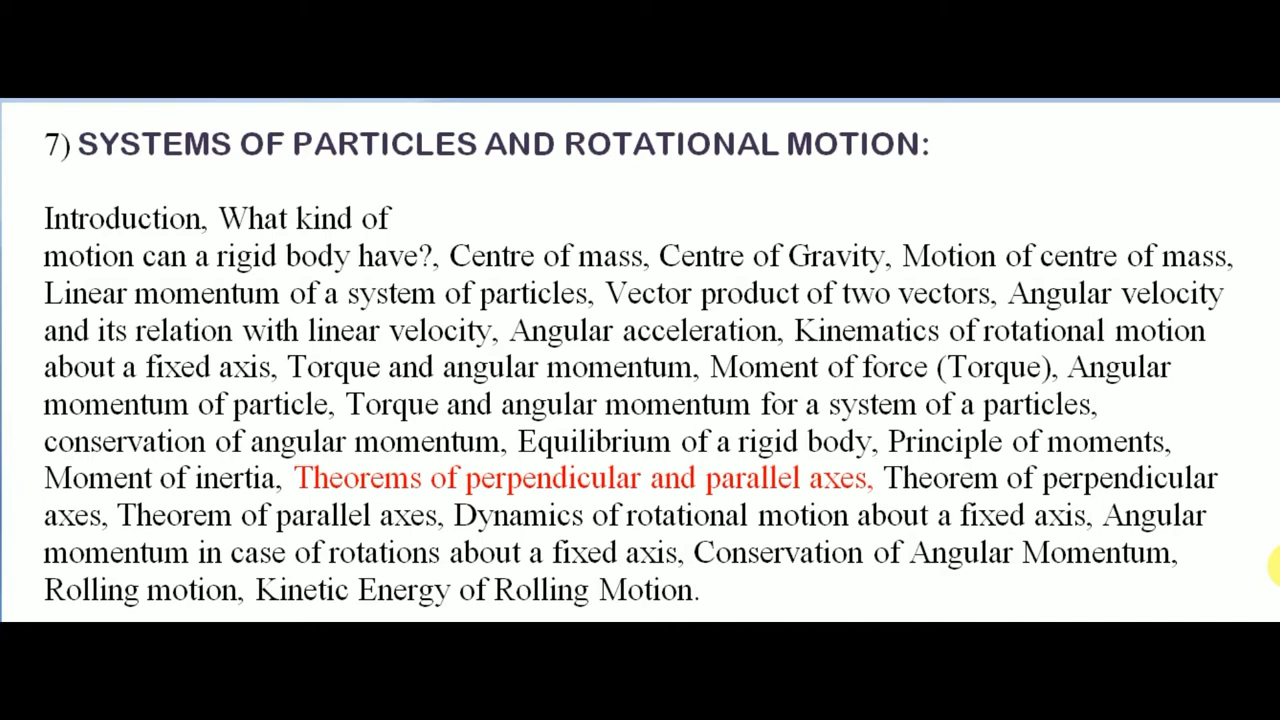 7) SYSTEMS OF PARTICLES AND ROTATIONAL MOTION:
Introduction, What kind of
motion can a rigid body have?, Centre of mass, Centre of Gravity, Motion of centre of mass,
Linear momentum of a system of particles, Vector product of two vectors, Angular velocity
and its relation with linear velocity, Angular acceleration, Kinematics of rotational motion
about a fixed axis, Torque and angular momentum, Moment of force (Torque), Angular
momentum of particle, Torque and angular momentum for a system of a particles,
conservation of angular momentum, Equilibrium of a rigid body, Principle of moments,
Moment of inertia, Theorems of perpendicular and parallel axes, Theorem of perpendicular
axes, Theorem of parallel axes, Dynamics of rotational motion about a fixed axis, Angular
momentum in case of rotations about a fixed axis, Conservation of Angular Momentum,
Rolling motion, Kinetic Energy of Rolling Motion.